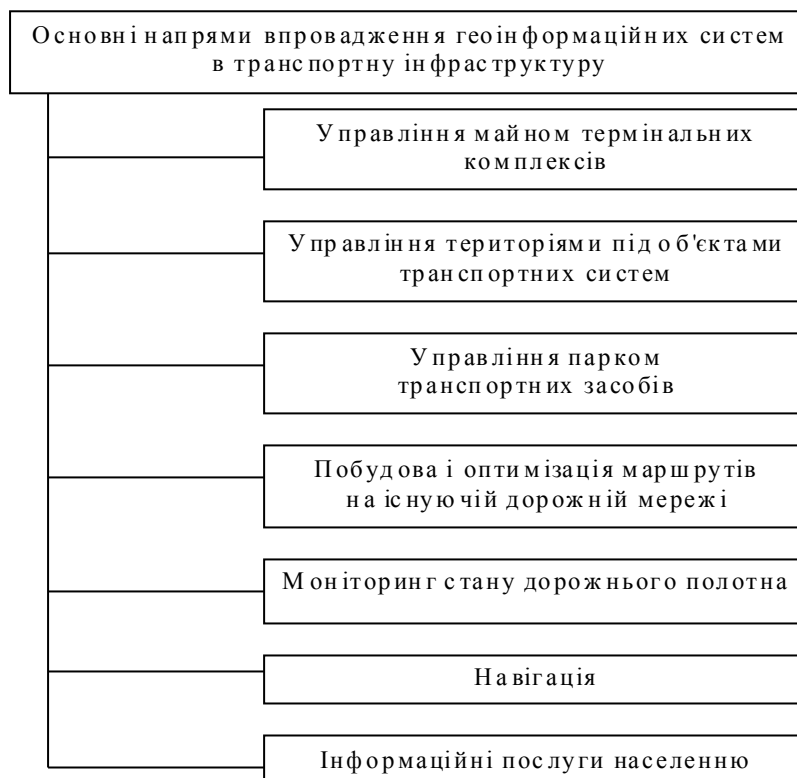 Основні напрями впровадження геоінформаційних систем
в транспортну інфраструктуру
Управління майном термінальних
комплексів
Управління територіями під об'єктами
транспортних систем
Управління парком
транспортних засобів
Побудова і оптимізація маршрутів
на існуючій дорожній мережі
Моніторинг стану дорожнього полотна
Навігація
Інформаційні послуги населенню